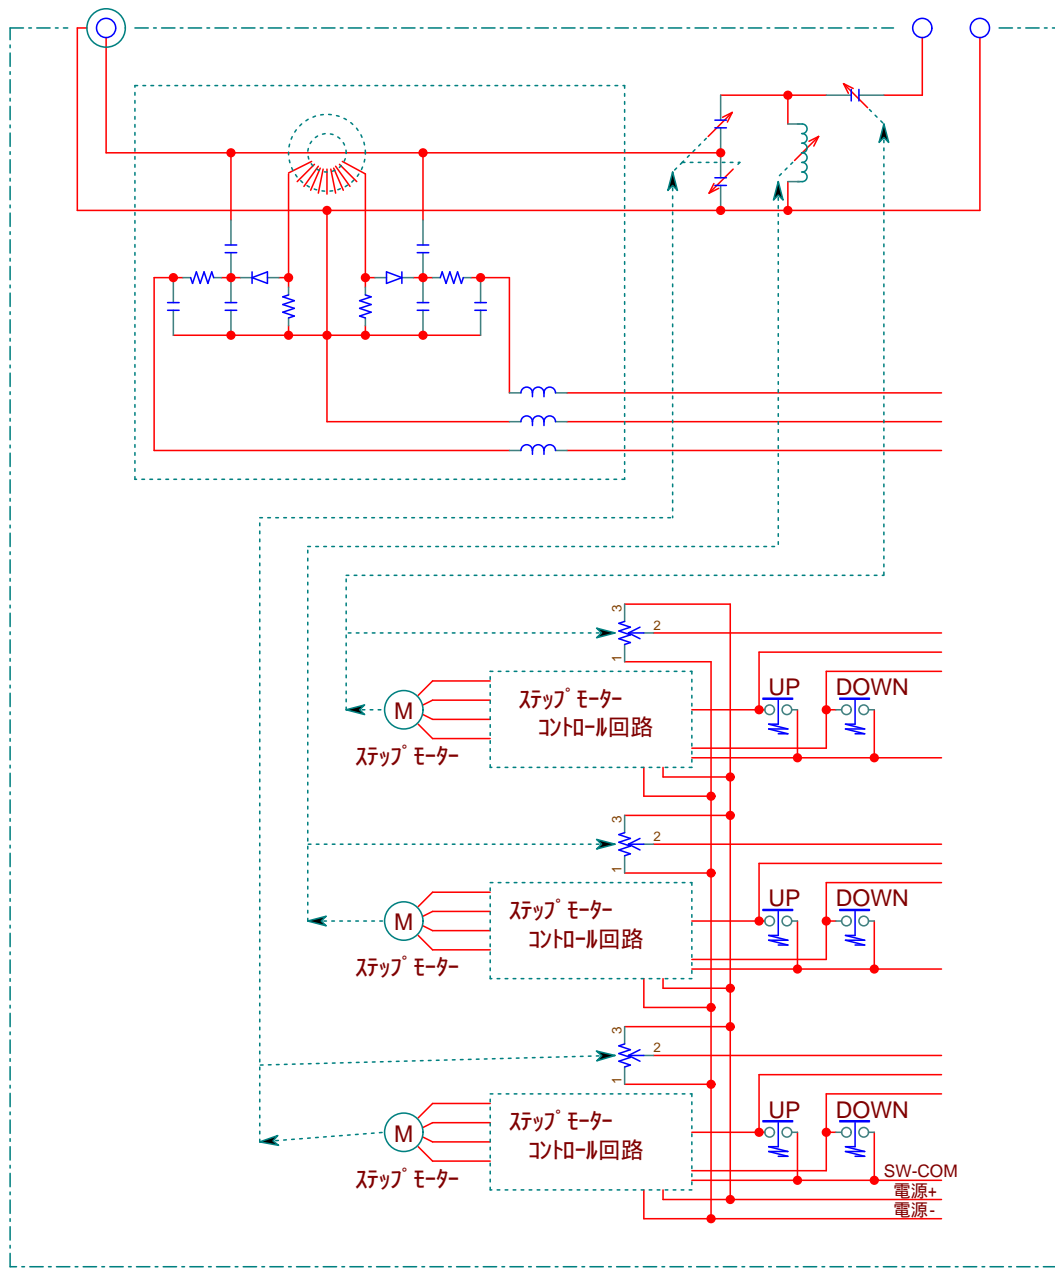 3
2
1
UP
DOWN
ステップモーター
コントロール回路
M
ステップモーター
3
2
1
UP
DOWN
ステップモーター
コントロール回路
M
ステップモーター
3
2
1
UP
DOWN
ステップモーター
コントロール回路
M
ステップモーター
SW-COM
電源+
電源-